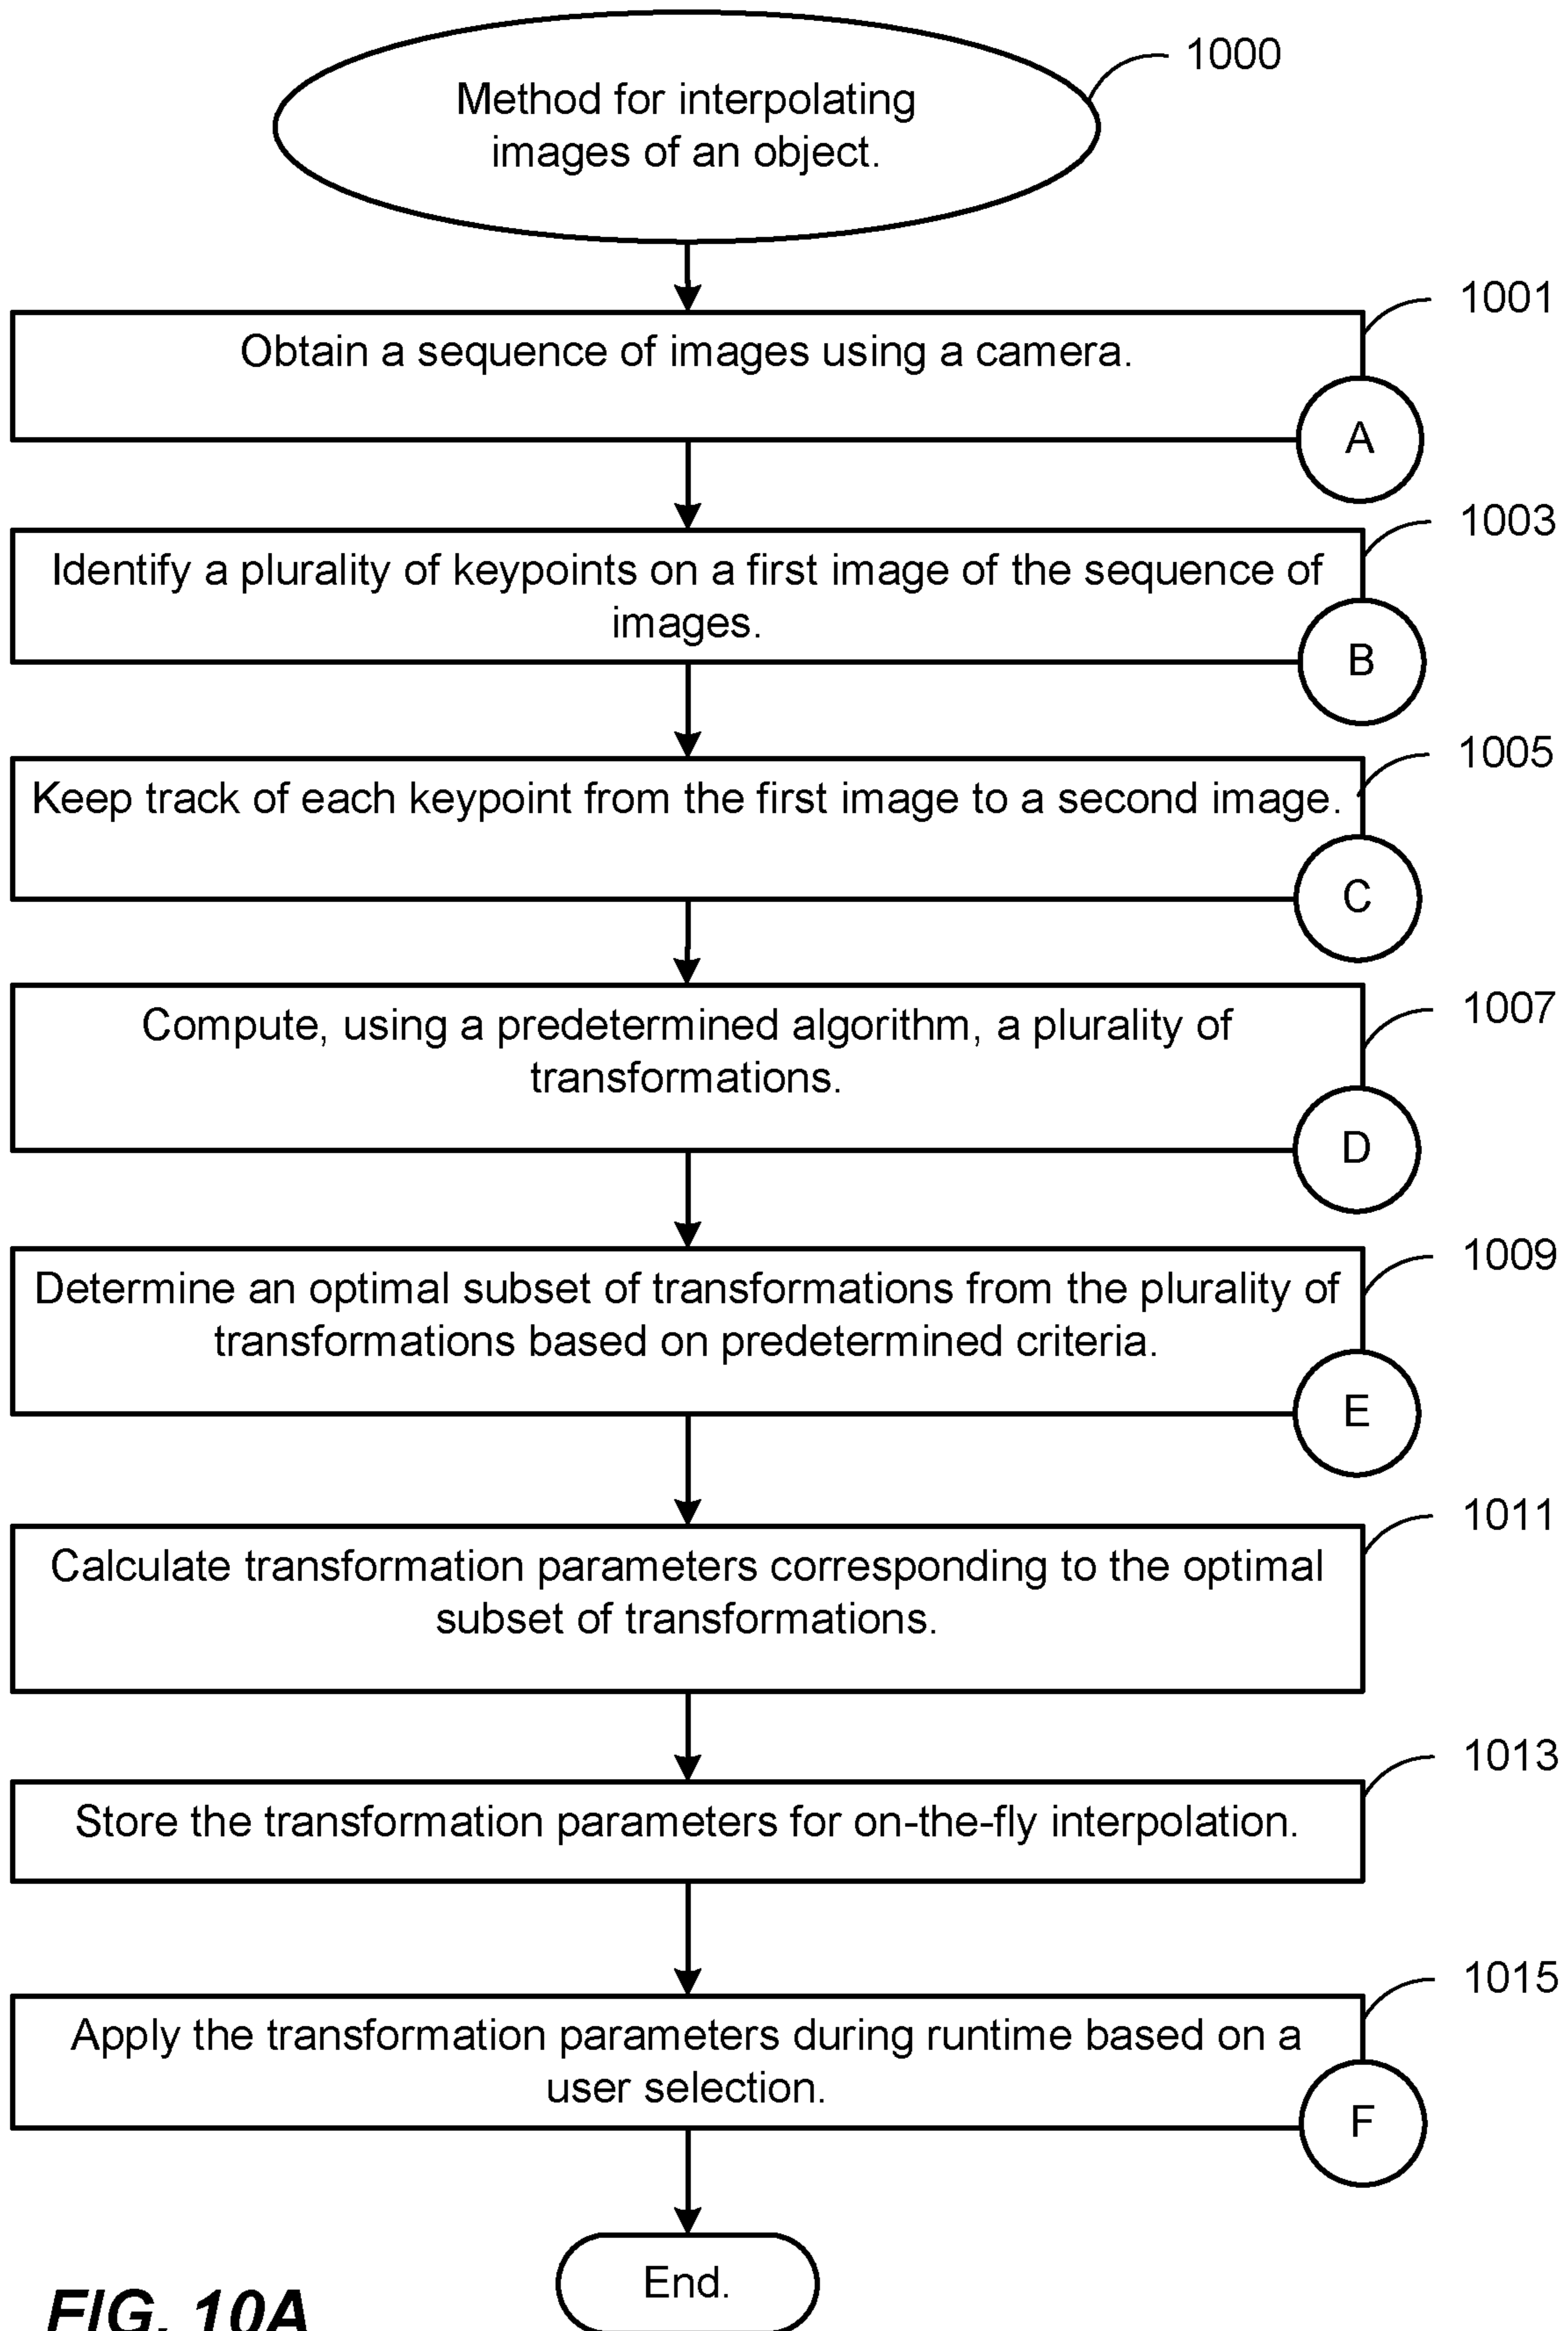 1000
Method for interpolating
images of an object.
1001
Obtain a sequence of images using a camera.
A
1003
Identify a plurality of keypoints on a first image of the sequence of
images.
B
1005
Keep track of each keypoint from the first image to a second image.
C
1007
Compute, using a predetermined algorithm, a plurality of
transformations.
D
1009
Determine an optimal subset of transformations from the plurality of
transformations based on predetermined criteria.
E
1011
Calculate transformation parameters corresponding to the optimal
subset of transformations.
1013
Store the transformation parameters for on-the-fly interpolation.
1015
Apply the transformation parameters during runtime based on a
user selection.
F
End.
FIG. 10A